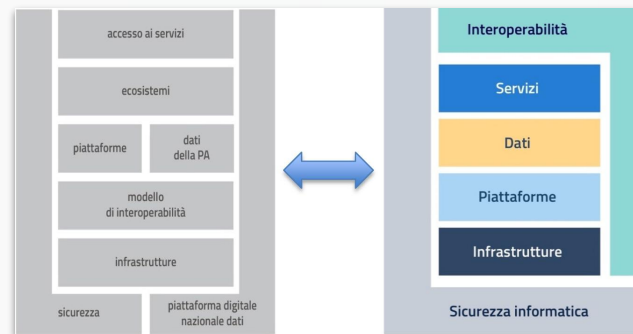 accesso ai servizi
ecosistemi
piattaforme
dati
della PA
modello
di interoperabilità
infrastrutture
sicurezza
piattaforma digitale
nazionale dati
Interoperabilità
Servizi
Dati
Piattaforme
Infrastrutture
Sicurezza informatica